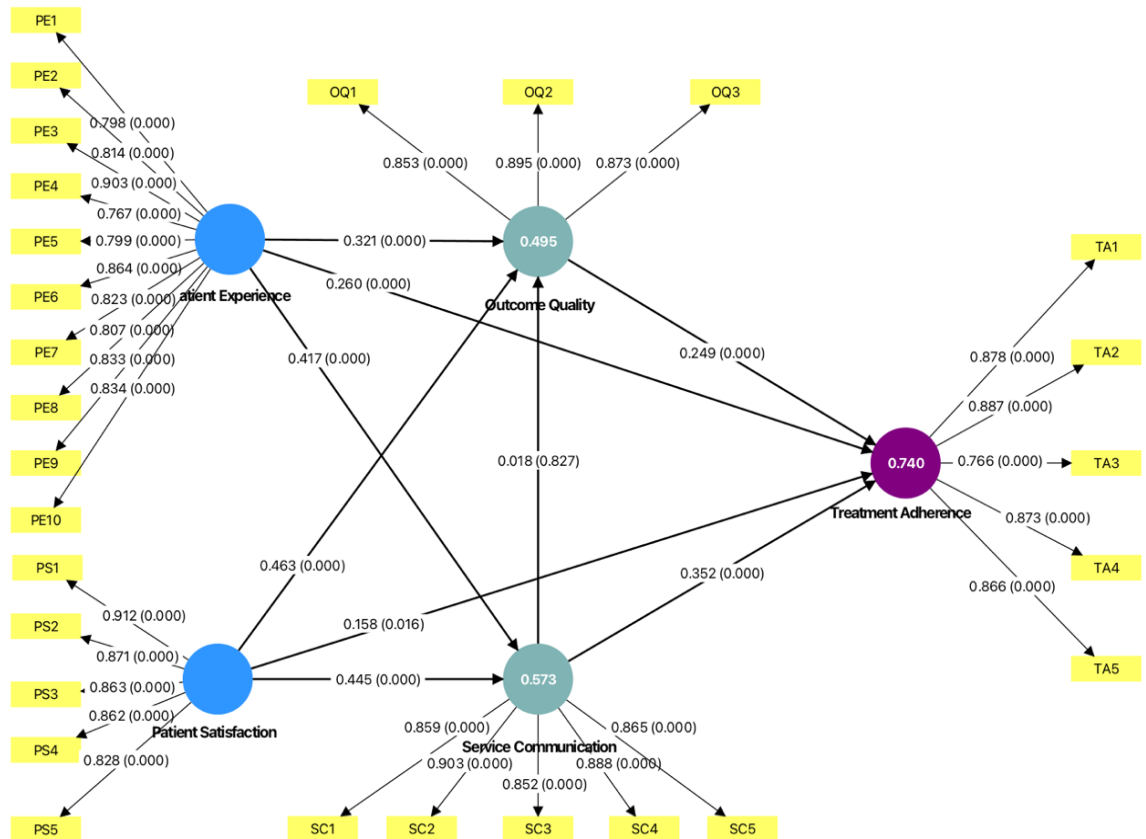 PE1
PE2
PE3
PE4
PE5
PE6
PE7
PE8
PE9
PE10
0.798 (0.000)
0.814 (0.000)
0.903 (0.000)
0.767 (0.000)
0.799 (0.000)
0.864 (0.000)
0.823 (0.000)
0.807 (0.000)
0.833 (0.000)
0.834 (0.000)
atient Experience
OQ1
OQ2
OQ3
0.853 (0.000)
0.895 (0.000)
0.873 (0.000)
0.321 (0.000)
0.495
Outcome Quality
0.260 (0.000)
0.417 (0.000)
0.249 (0.000)
0.018 (0.827)
0.463 (0.000)
0.158 (0.016)
0.352 (0.000)
0.445 (0.000)
PS1
PS2
PS3
PS4
PS5
0.912 (0.000)
0.871 (0.000)
0.863 (0.000)
0.862 (0.000)
0.828 (0.000)
Patient Satisfaction
0.573
Service Communication
0.859 (0.000)
0.903 (0.000)
0.852 (0.000)
0.888 (0.000)
0.865 (0.000)
SC1
SC2
SC3
SC4
SC5
0.740
Treatment Adherence
0.878 (0.000)
0.887 (0.000)
0.766 (0.000)
0.873 (0.000)
0.866 (0.000)
TA1
TA2
TA3
TA4
TA5